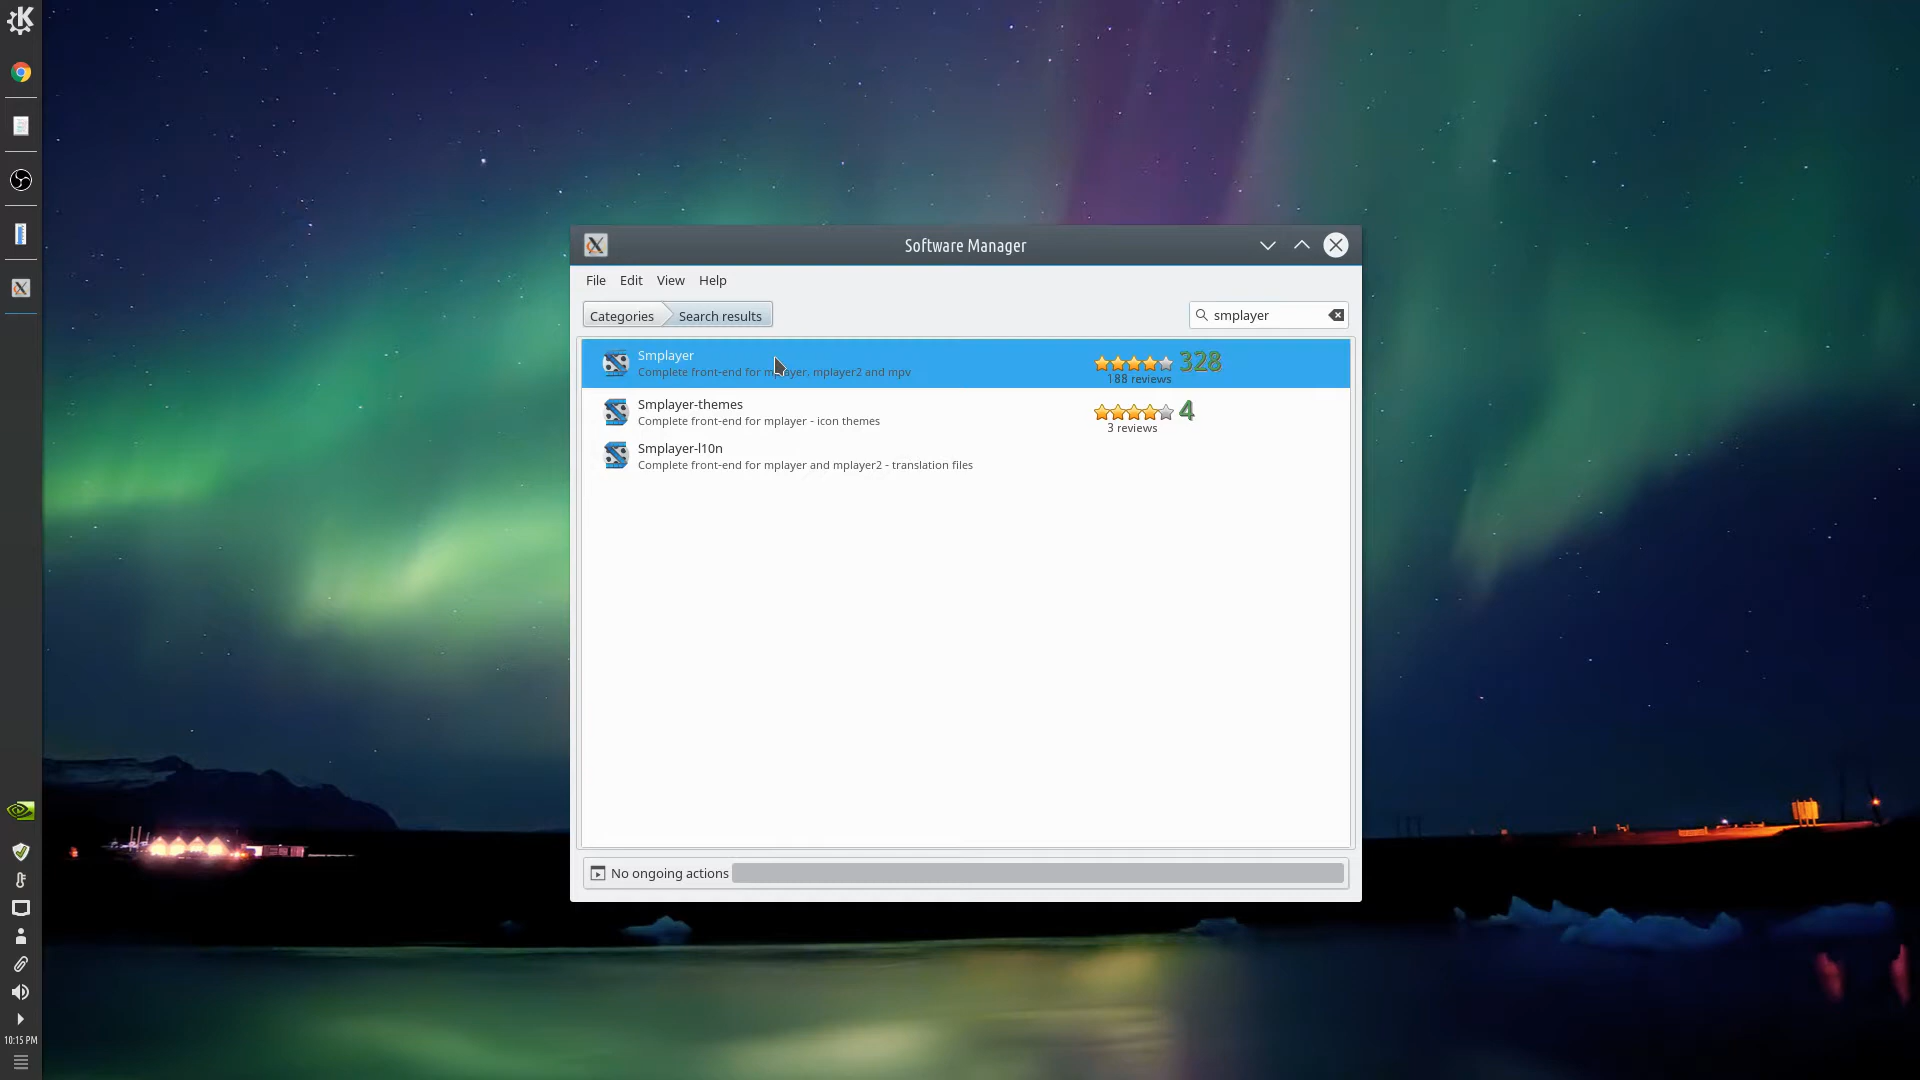 Software Manager
File Edit View Help
Categories Search results smplayer
Smplayer
Complete front-end for mplayer, mplayer2 and mpv
328
188 reviews
Smplayer-themes
Complete front-end for mplayer - icon themes
4
3 reviews
Smplayer-l10n
Complete front-end for mplayer and mplayer2 - translation files
No ongoing actions
10:15 PM